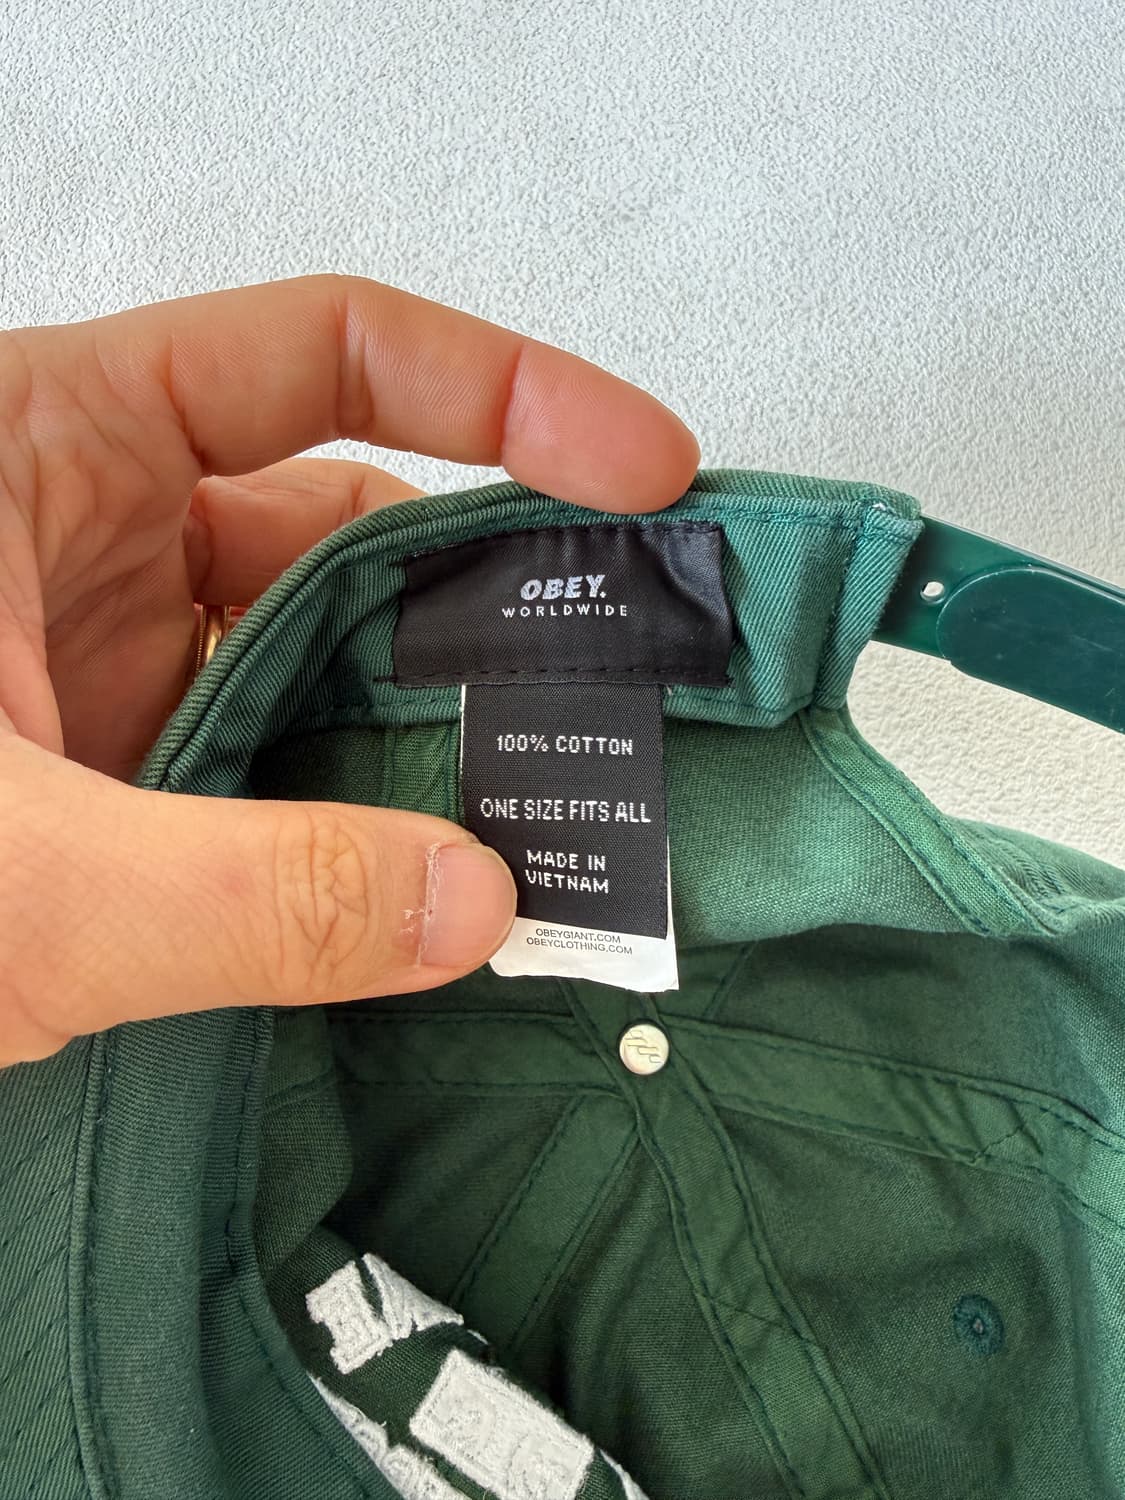 OBEY.
WORLDWIDE
100% COTTON
ONE SIZE FITS ALL
MADE IN
VIETNAM
OBEYGIANT.COM
OBEYCLOTHING.COM